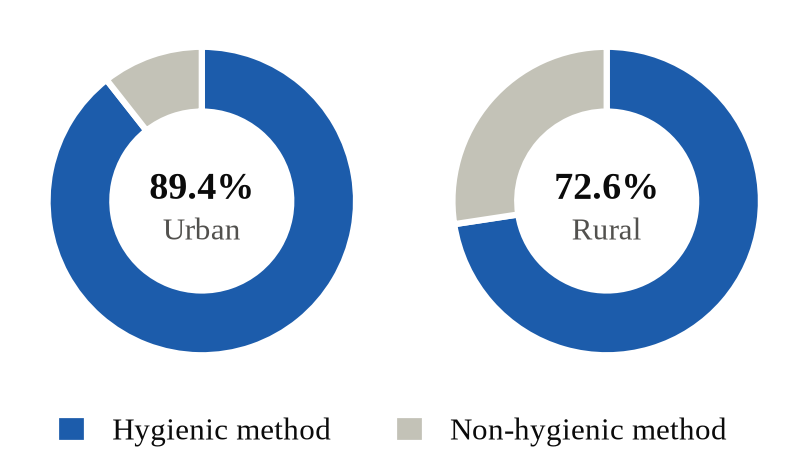 89.4%
Urban
72.6%
Rural
Hygienic method
Non-hygienic method